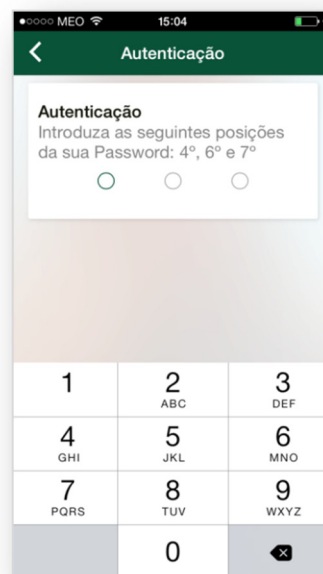 MEO 15:04
Autenticação
Autenticação
Introduza as seguintes posições
da sua Password: 4º, 6º e 7º
1 2 3
ABC DEF
4 5 6
GHI JKL MNO
7 8 9
PQRS TUV WXYZ
0